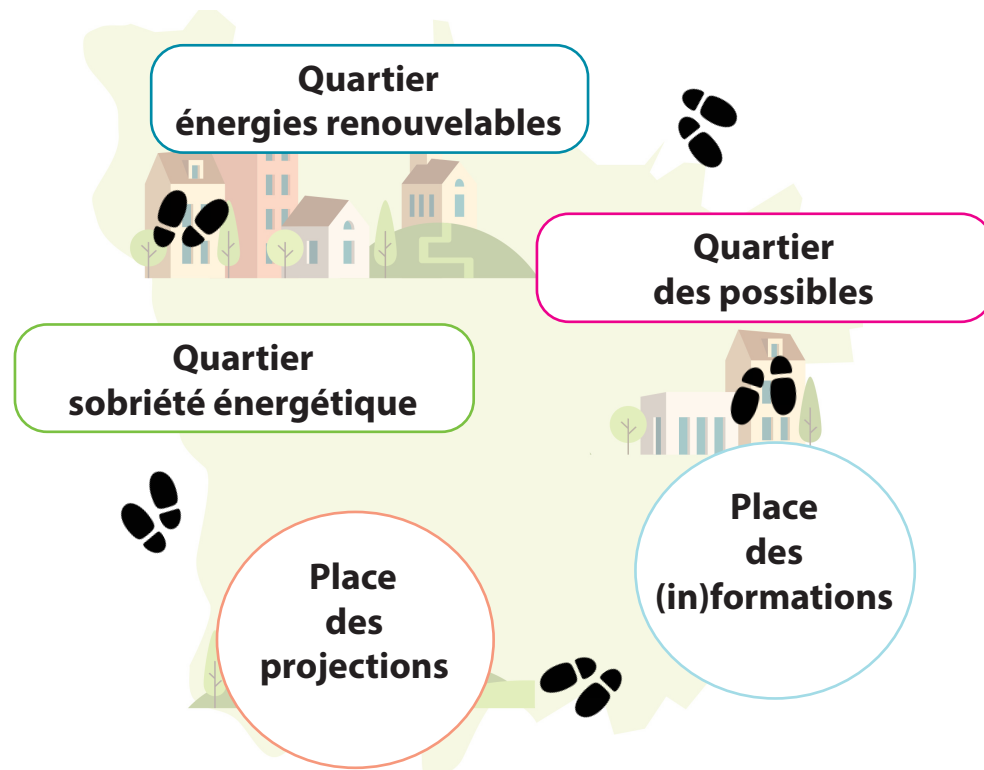 Quartier
énergies renouvelables
Quartier
des possibles
Quartier
sobriété énergétique
Place
des
(in)formations
Place
des
projections